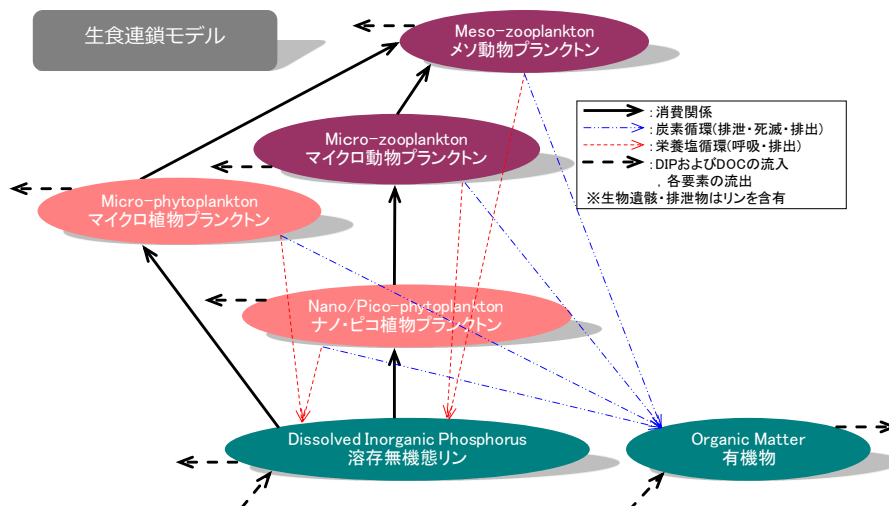 生食連鎖モデル
Meso-zooplankton
メソ動物プランクトン
:消費関係
:炭素循環(排泄・死滅・排出)
:栄養塩循環(呼吸・排出)
:DIPおよびDOCの流入
，各要素の流出
※生物遺骸・排泄物はリンを含有
Micro-zooplankton
マイクロ動物プランクトン
Micro-phytoplankton
マイクロ植物プランクトン
Nano/Pico-phytoplankton
ナノ・ピコ植物プランクトン
Dissolved Inorganic Phosphorus
溶存無機態リン
Organic Matter
有機物